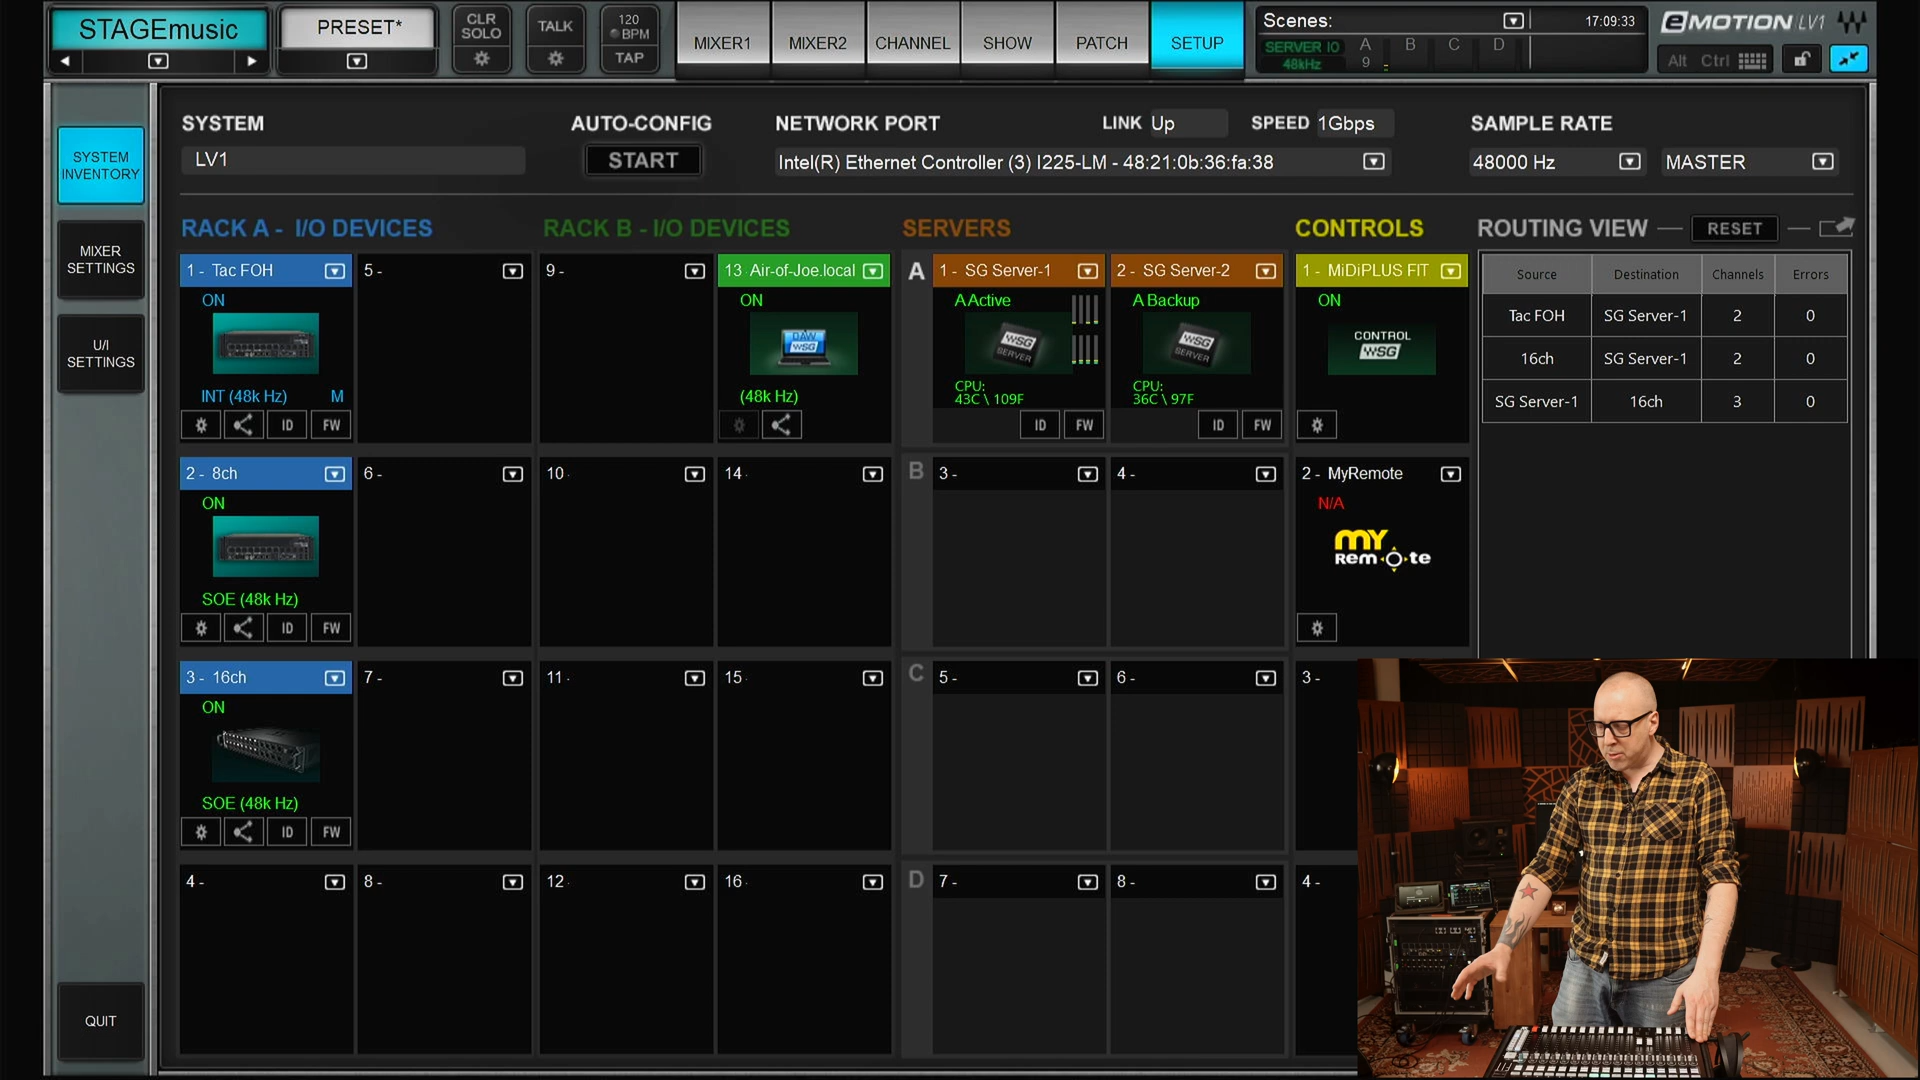 STAGEmusic
PRESET*
CLR
SOLO
TALK
120
BPM
TAP
MIXER1
MIXER2
CHANNEL
SHOW
PATCH
SETUP
Scenes:
17:09:33
SERVER IO
48kHz
A
9
B
C
D
eMOTION LV1
Alt
Ctrl
SYSTEM
INVENTORY
MIXER
SETTINGS
U/I
SETTINGS
QUIT
SYSTEM
LV1
AUTO-CONFIG
START
NETWORK PORT
LINK Up
SPEED 1Gbps
Intel(R) Ethernet Controller (3) I225-LM - 48:21:0b:36:fa:38
SAMPLE RATE
48000 Hz
MASTER
RACK A - I/O DEVICES
RACK B - I/O DEVICES
SERVERS
CONTROLS
ROUTING VIEW
RESET
1 - Tac FOH
ON
INT (48k Hz) M
ID
FW
5 -
9 -
13 Air-of-Joe.local
ON
DAW
WSG
(48k Hz)
A
1 - SG Server-1
A Active
WSG
SERVER
CPU:
43C \ 109F
ID
FW
2 - SG Server-2
A Backup
WSG
SERVER
CPU:
36C \ 97F
ID
FW
1 - MiDiPLUS FIT
ON
CONTROL
WSG
Source Destination Channels Errors
Tac FOH SG Server-1 2 0
16ch SG Server-1 2 0
SG Server-1 16ch 3 0
2 - 8ch
ON
SOE (48k Hz)
ID
FW
6 -
10
14
B
3 -
4 -
2 - MyRemote
N/A
MY
Remote
3 - 16ch
ON
SOE (48k Hz)
ID
FW
7 -
11
15
C
5 -
6 -
3 -
4 -
8 -
12
16
D
7 -
8 -
4 -